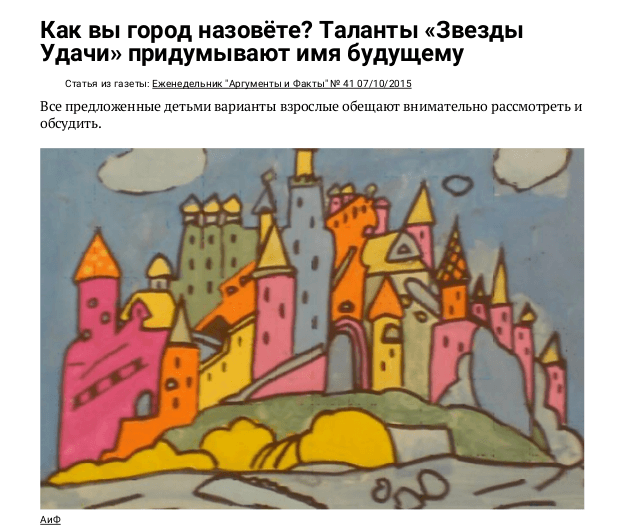 Как вы город назовёте? Таланты «Звезды
Удачи» придумывают имя будущему
Статья из газеты: Еженедельник "Аргументы и Факты" № 41 07/10/2015
Все предложенные детьми варианты взрослые обещают внимательно рассмотреть и
обсудить.
АиФ